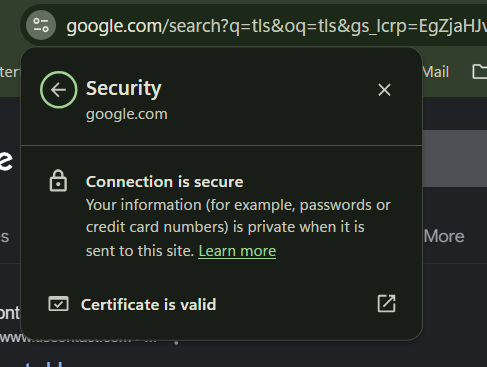 google.com/search?q=tls&oq=tls&gs_lcrp=EgZjaHJv
Mail
Security
google.com
Connection is secure
Your information (for example, passwords or
credit card numbers) is private when it is
sent to this site. Learn more
More
Certificate is valid